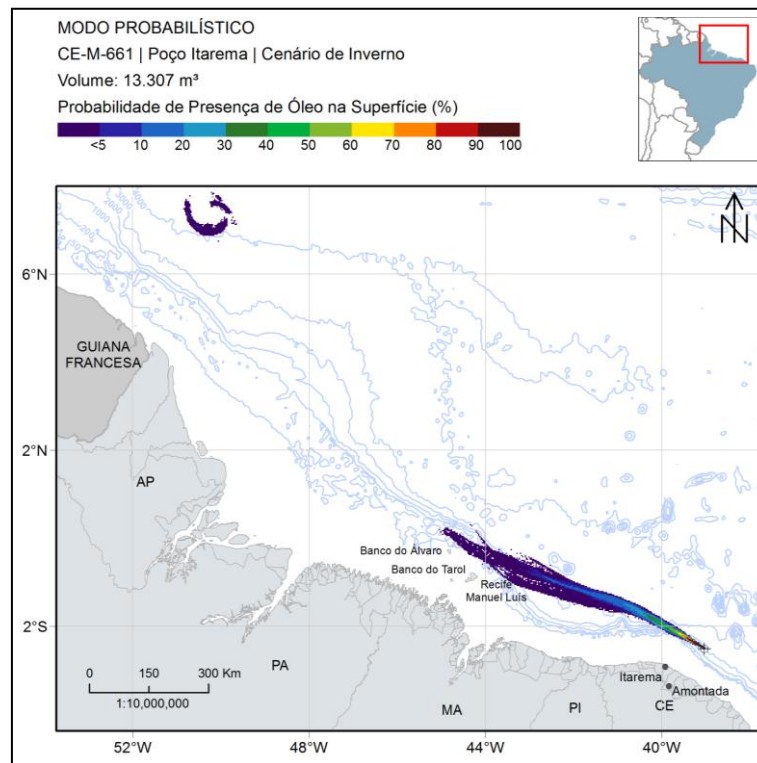 MODO PROBABILÍSTICO
CE-M-661 | Poço Itarema | Cenário de Inverno
Volume: 13.307 m³
Probabilidade de Presença de Óleo na Superfície (%)
<5 10 20 30 40 50 60 70 80 90 100
N
6°N
GUIANA
FRANCESA
2°N
AP
Banco do Álvaro
Banco do Tarol
Recife
Manuel Luís
2°S
0 150 300 Km
1:10,000,000
PA
Itarema
Amontada
MA
PI
CE
52°W 48°W 44°W 40°W